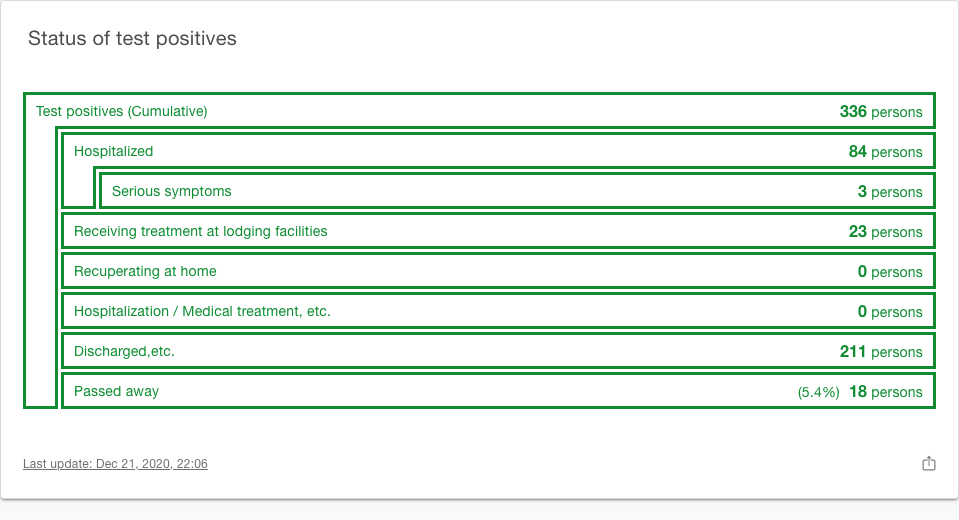 Status of test positives
Test positives (Cumulative) 336 persons
Hospitalized 84 persons
Serious symptoms 3 persons
Receiving treatment at lodging facilities 23 persons
Recuperating at home 0 persons
Hospitalization / Medical treatment, etc. 0 persons
Discharged,etc. 211 persons
Passed away (5.4%) 18 persons
Last update: Dec 21, 2020, 22:06